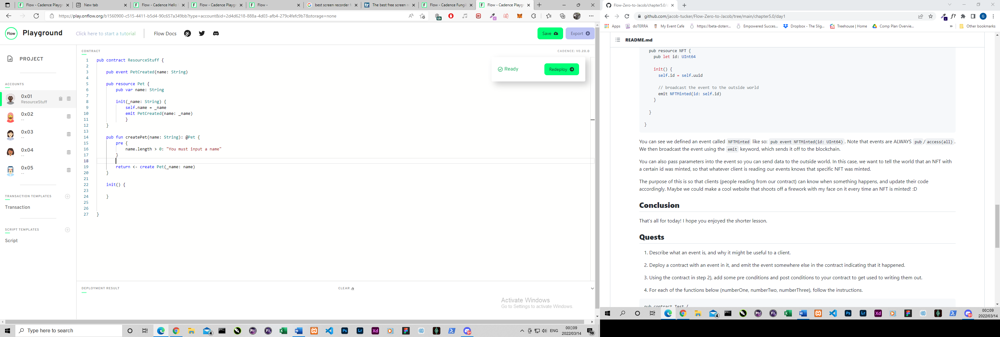 Flow - Cadence Playgr
New tab
Flow - Cadence Hello
Flow - Cadence Playgr
Flow -
best screen recorder f
The best free screen re
Flow - Cadence Fungi
Flow - Cadence Playgr
https://play.onflow.org/b1560900-c515-4411-b5d4-90c657a349bb?type=account&id=2d4d6218-888a-4d03-afb4-279c4fefc9b7&storage=none
59
Flow
Playground
Click here to start a tutorial
Flow Docs
Save
Export
PROJECT
ACCOUNTS
0x01
ResourceStuff
0x02
--
0x03
--
0x04
--
0x05
--
TRANSACTION TEMPLATES
Transaction
SCRIPT TEMPLATES
Script
CONTRACT
CADENCE: V0.20.0
Ready
Redeploy
1 pub contract ResourceStuff {
2
3 pub event PetCreated(name: String)
4
5 pub resource Pet {
6 pub var name: String
7
8 init(_name: String) {
9 self.name = _name
10 emit PetCreated(name: _name)
11 }
12 }
13
14 pub fun createPet(name: String): @Pet {
15 pre {
16 name.length > 0: "You must input a name"
17 }
18
19 return <- create Pet(_name: name)
20 }
21
22 init() {
23
24 }
25
26
27 }
DEPLOYMENT RESULT
CLEAR
Activate Windows
Go to Settings to activate Windows.
Type here to search
ENG
00:09
2022/03/14
10
Flow-Zero-to-Jacob/chapter5.0/
github.com/jacob-tucker/Flow-Zero-to-Jacob/tree/main/chapter5.0/day1
Apps
doTERRA
My Event Cafe
https://beta-doterr...
Empowered Succes...
Dropbox - The Slig...
Treehouse | Home
Comp Plan Overvie...
Other bookmarks
README.md
pub resource NFT {
pub let id: UInt64
init() {
self.id = self.uuid
// broadcast the event to the outside world
emit NFTMinted(id: self.id)
}
}
}
You can see we defined an event called NFTMinted like so: pub event NFTMinted(id: UInt64) . Note that events are ALWAYS pub / access(all) .
We then broadcast the event using the emit keyword, which sends it off to the blockchain.
You can also pass parameters into the event so you can send data to the outside world. In this case, we want to tell the world that an NFT with
a certain id was minted, so that whatever client is reading our events knows that specific NFT was minted.
The purpose of this is so that clients (people reading from our contract) can know when something happens, and update their code
accordingly. Maybe we could make a cool website that shoots off a firework with my face on it every time an NFT is minted! :D
Conclusion
That's all for today! I hope you enjoyed the shorter lesson.
Quests
1. Describe what an event is, and why it might be useful to a client.
2. Deploy a contract with an event in it, and emit the event somewhere else in the contract indicating that it happened.
3. Using the contract in step 2), add some pre conditions and post conditions to your contract to get used to writing them out.
4. For each of the functions below (numberOne, numberTwo, numberThree), follow the instructions.
pub contract Test {
00:09
2022/03/14